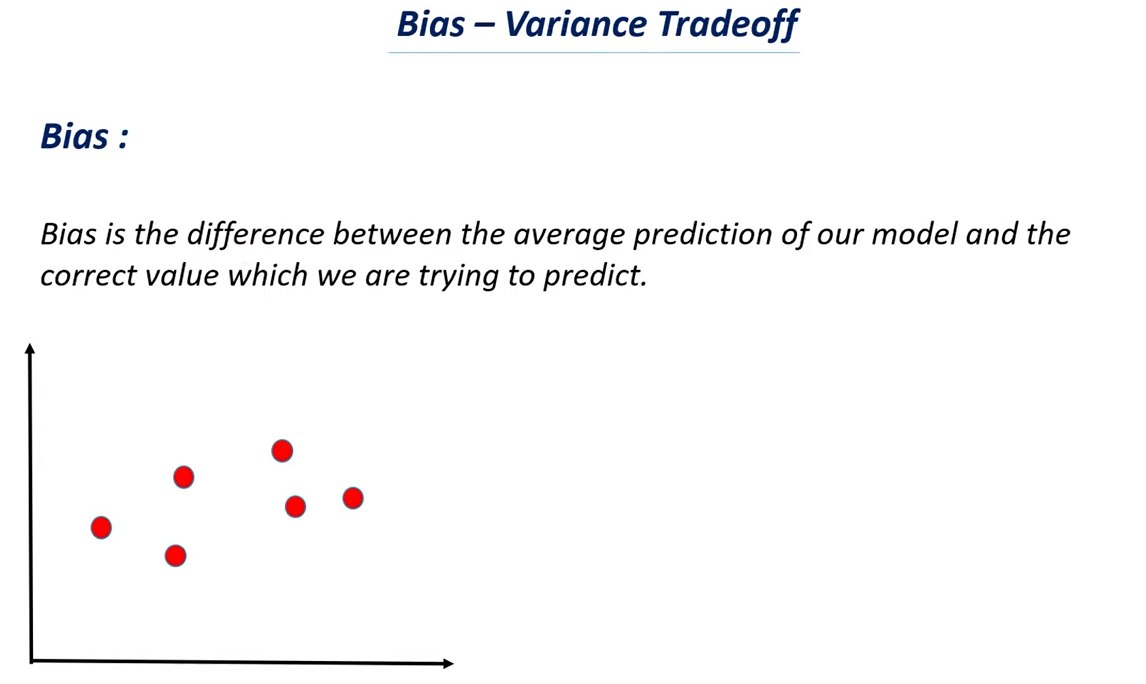 Bias – Variance Tradeoff
Bias :
Bias is the difference between the average prediction of our model and the
correct value which we are trying to predict.